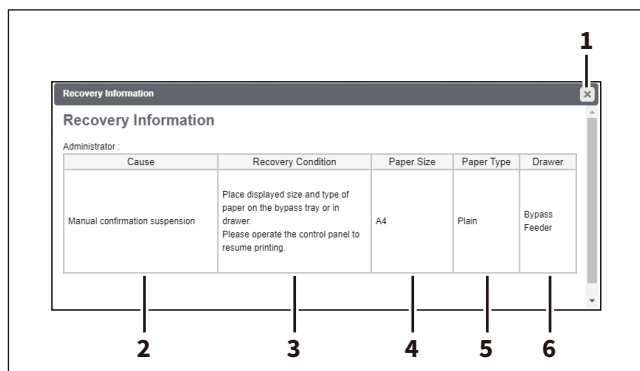 1
Recovery Information
Recovery Information
Administrator :
Cause Recovery Condition Paper Size Paper Type Drawer
Manual confirmation suspension
Place displayed size and type of
paper on the bypass tray or in
drawer.
Please operate the control panel to
resume printing.
A4
Plain
Bypass
Feeder
2 3 4 5 6